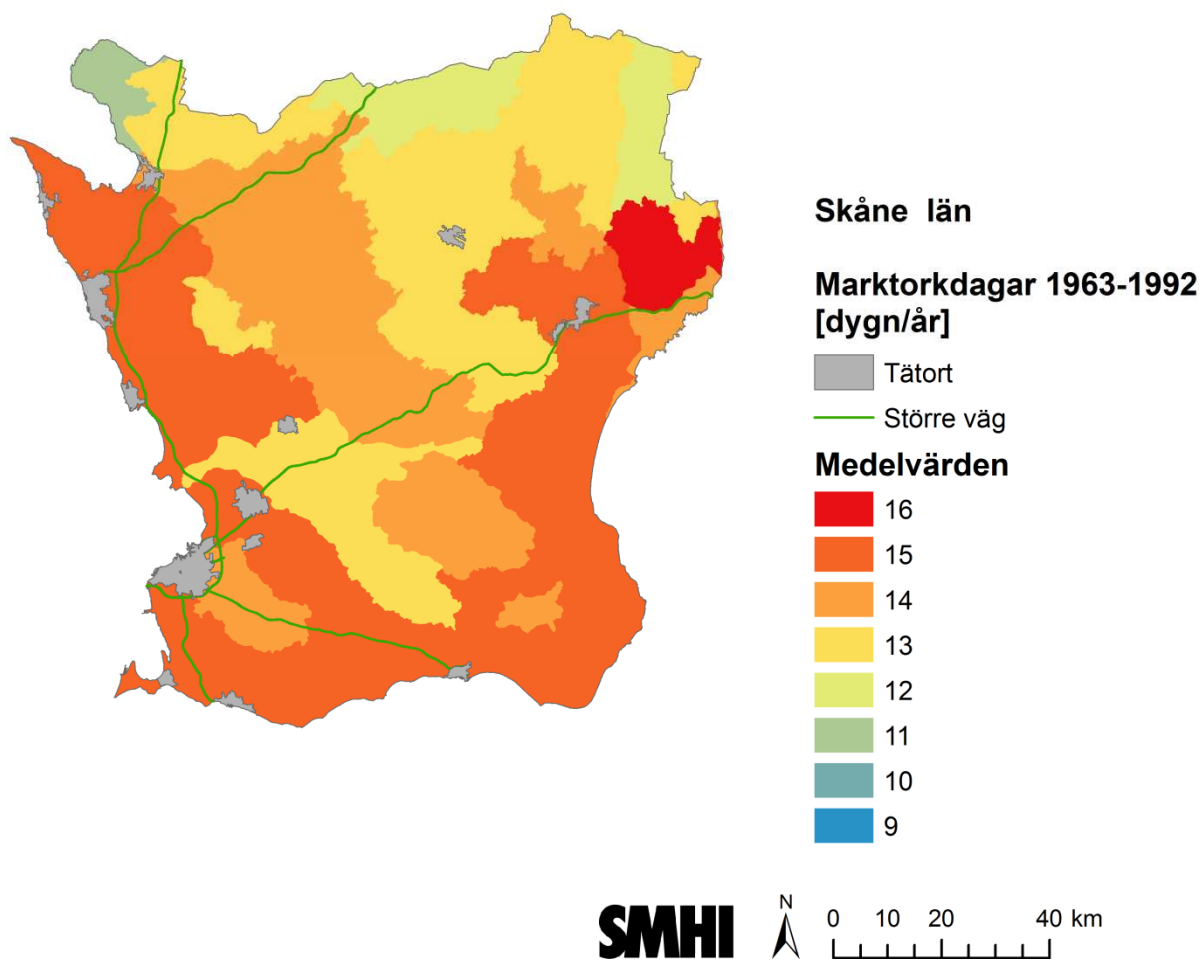 Skåne län
Marktorkdagar 1963-1992
[dygn/år]
Tätort
Större väg
Medelvärden
16
15
14
13
12
11
10
9
SMHI
N
0 10 20 40 km